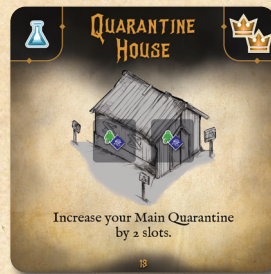 QUARANTINE
HOUSE
Increase your Main Quarantine
by 2 slots.
13